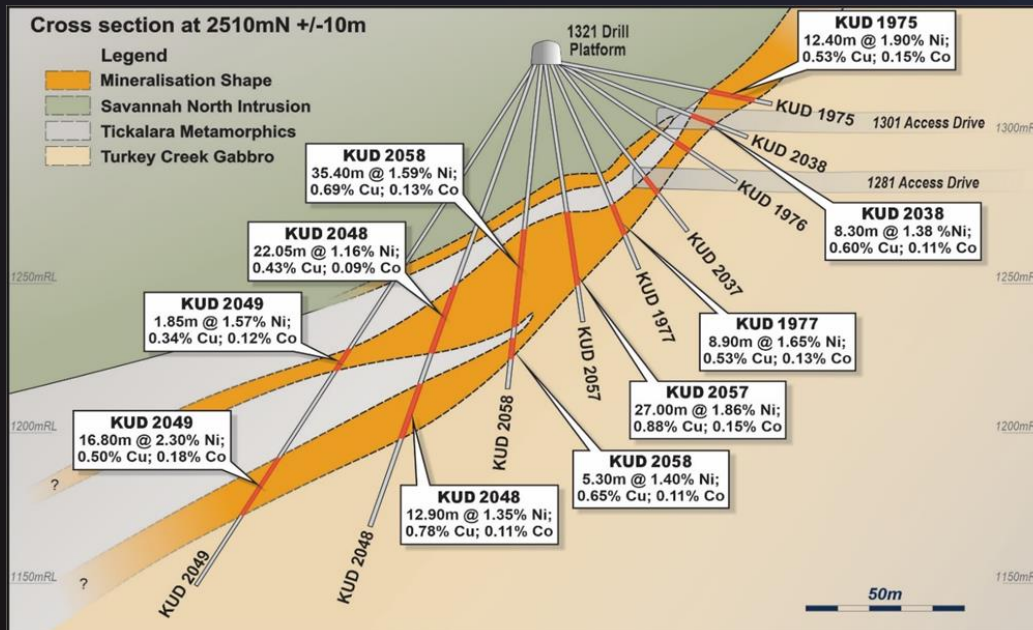 Cross section at 2510mN +/-10m
Legend
Mineralisation Shape
Savannah North Intrusion
Tickalara Metamorphics
Turkey Creek Gabbro
1321 Drill
Platform
KUD 1975
12.40m @ 1.90% Ni;
0.53% Cu; 0.15% Co
KUD 1975
1301 Access Drive
1300mRL
KUD 2038
KUD 1976
1281 Access Drive
KUD 2038
8.30m @ 1.38 %Ni;
0.60% Cu; 0.11% Co
KUD 2058
35.40m @ 1.59% Ni;
0.69% Cu; 0.13% Co
KUD 2048
22.05m @ 1.16% Ni;
0.43% Cu; 0.09% Co
1250mRL
1250mRL
KUD 2037
KUD 1977
KUD 2049
1.85m @ 1.57% Ni;
0.34% Cu; 0.12% Co
KUD 1977
8.90m @ 1.65% Ni;
0.53% Cu; 0.13% Co
KUD 2057
KUD 2057
27.00m @ 1.86% Ni;
0.88% Cu; 0.15% Co
KUD 2049
16.80m @ 2.30% Ni;
0.50% Cu; 0.18% Co
1200mRL
1200mRL
KUD 2058
KUD 2058
5.30m @ 1.40% Ni;
0.65% Cu; 0.11% Co
?
KUD 2048
12.90m @ 1.35% Ni;
0.78% Cu; 0.11% Co
KUD 2048
KUD 2049
?
1150mRL
1150mRL
50m